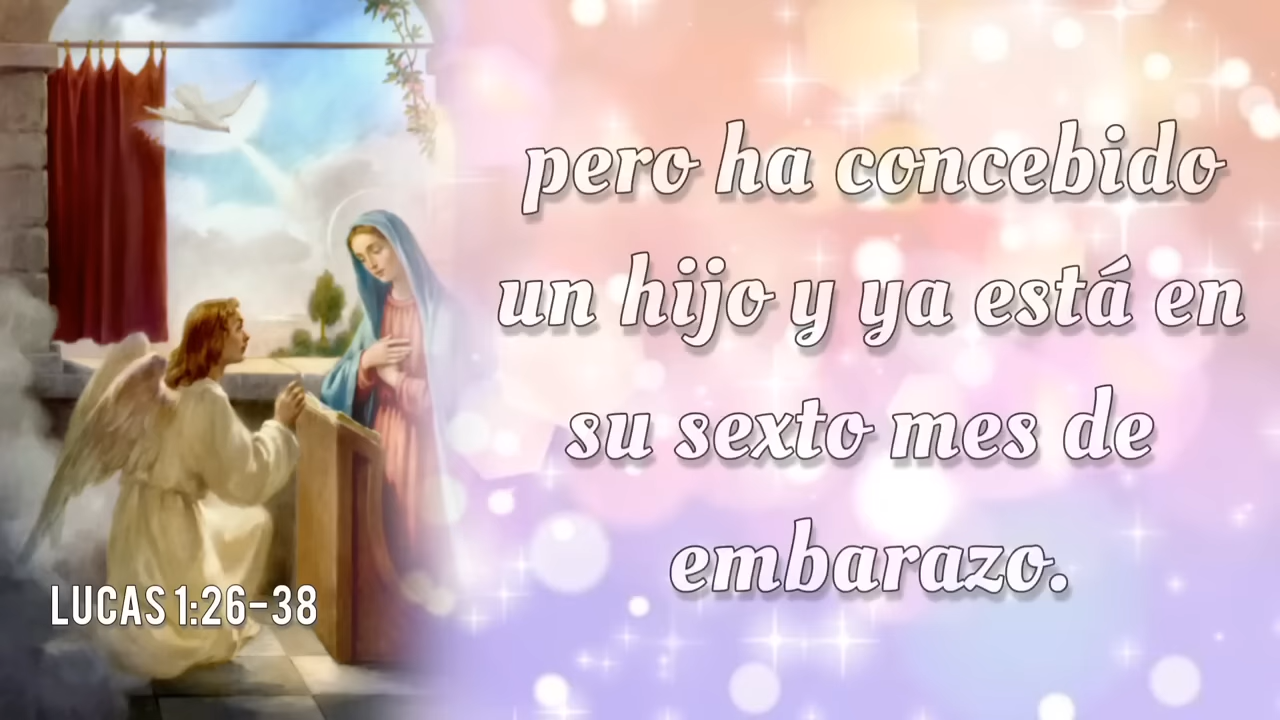 pero ha concebido
un hijo y ya está en
su sexto mes de
embarazo.
LUCAS 1:26-38